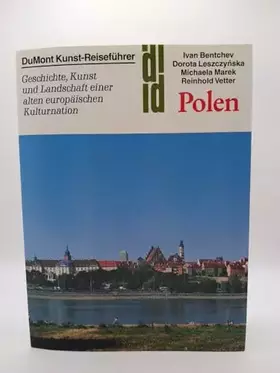 DuMont Kunst-Reiseführer
Geschichte, Kunst
und Landschaft einer
alten europäischen
Kulturnation
Ivan Bentchev
Dorota Leszczyńska
Michaela Marek
Reinhold Vetter
Polen